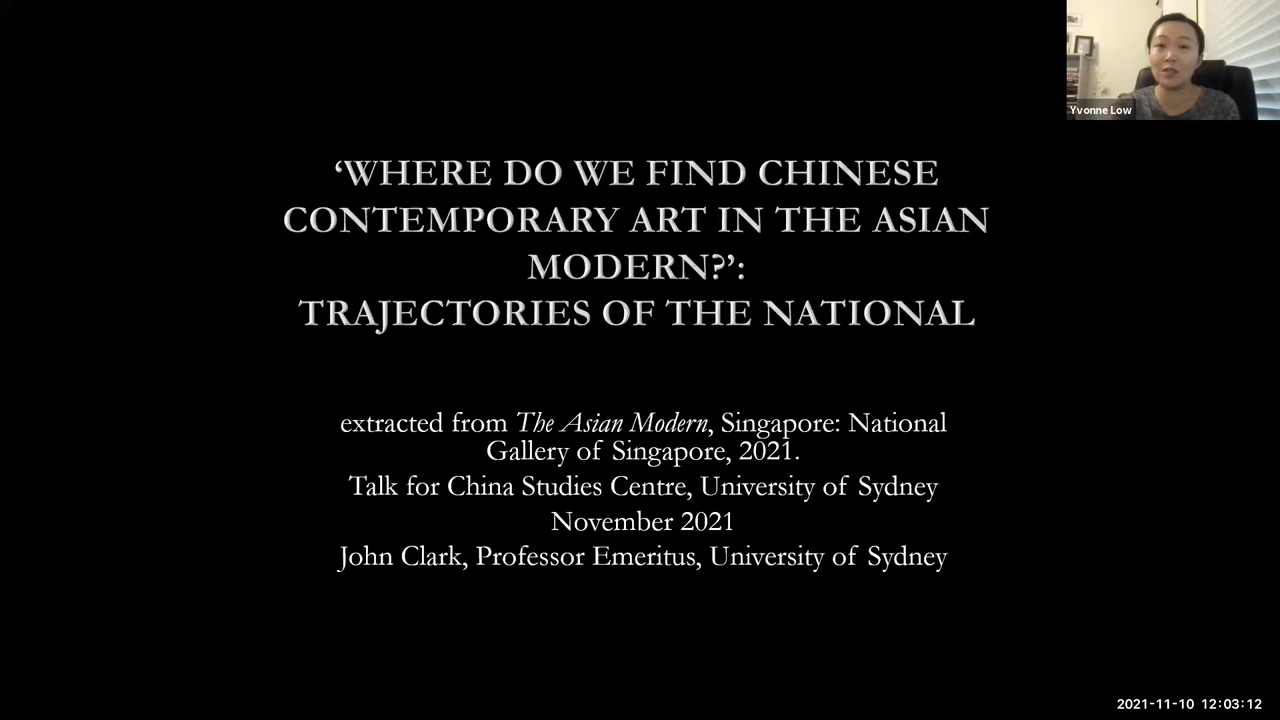 Yvonne Low
‘WHERE DO WE FIND CHINESE
CONTEMPORARY ART IN THE ASIAN
MODERN?’:
TRAJECTORIES OF THE NATIONAL
extracted from The Asian Modern, Singapore: National
Gallery of Singapore, 2021.
Talk for China Studies Centre, University of Sydney
November 2021
John Clark, Professor Emeritus, University of Sydney
2021-11-10 12:03:12